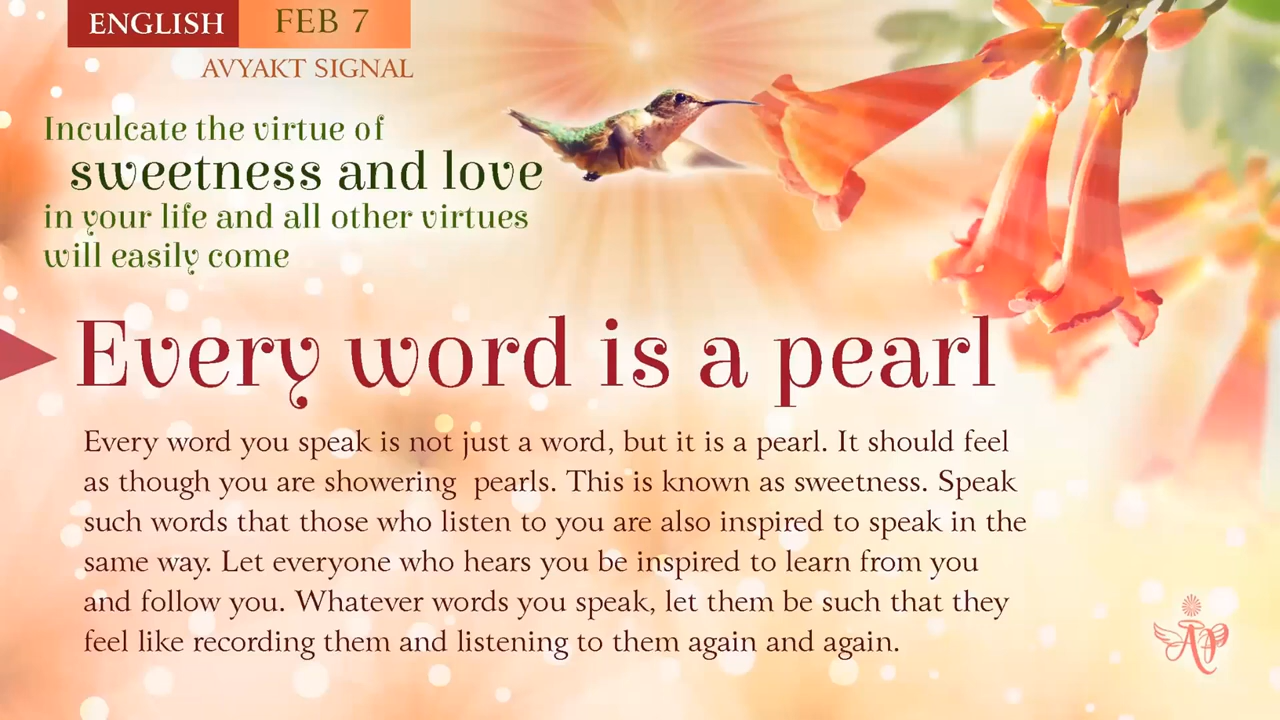 ENGLISH FEB 7
AVYAKT SIGNAL
Inculcate the virtue of
sweetness and love
in your life and all other virtues
will easily come
Every word is a pearl
Every word you speak is not just a word, but it is a pearl. It should feel
as though you are showering pearls. This is known as sweetness. Speak
such words that those who listen to you are also inspired to speak in the
same way. Let everyone who hears you be inspired to learn from you
and follow you. Whatever words you speak, let them be such that they
feel like recording them and listening to them again and again.
AP